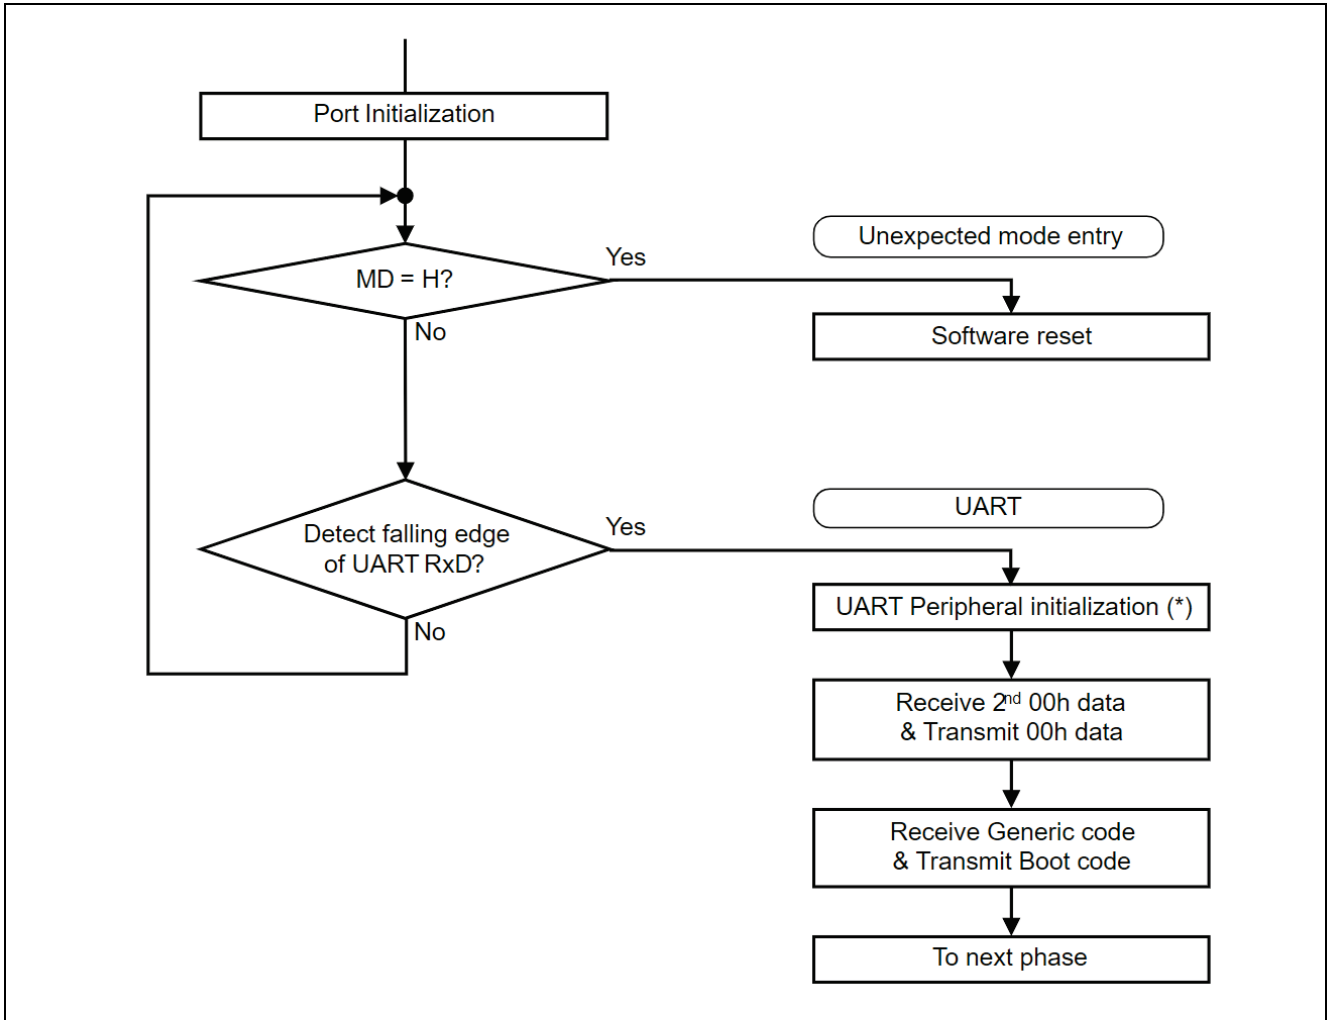 Port Initialization
Unexpected mode entry
Yes
MD = H?
Software reset
No
UART
Yes
Detect falling edge
of UART RxD?
UART Peripheral initialization (*)
No
Receive 2nd 00h data
& Transmit 00h data
Receive Generic code
& Transmit Boot code
To next phase